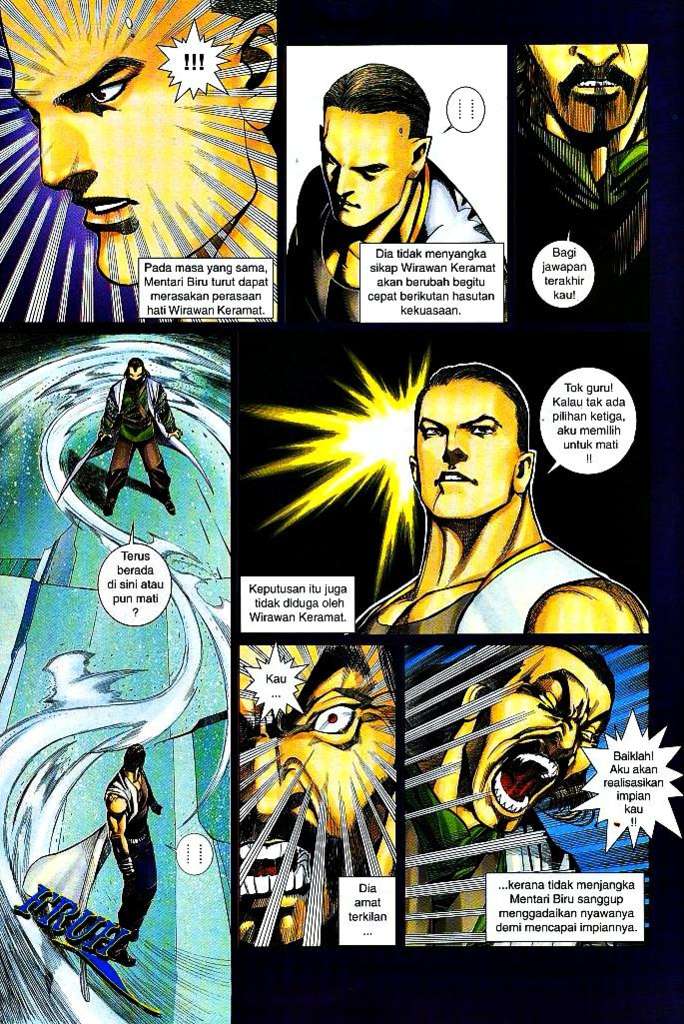 !!!
Pada masa yang sama,
Mentari Biru turut dapat
merasakan perasaan
hati Wirawan Keramat.
⋮ ⋮
Dia tidak menyangka
sikap Wirawan Keramat
akan berubah begitu
cepat berikutan hasutan
kekuasaan.
Bagi
jawapan
terakhir
kau!
Terus
berada
di sini atau
pun mati
?
⋮ ⋮
Tok guru!
Kalau tak ada
pilihan ketiga,
aku memilih
untuk mati
!!
Keputusan itu juga
tidak diduga oleh
Wirawan Keramat.
Kau
...
Dia
amat
terkilan
...
Baiklah!
Aku akan
realisasikan
impian
kau
!!
...kerana tidak menjangka
Mentari Biru sanggup
menggadaikan nyawanya
demi mencapai impiannya.